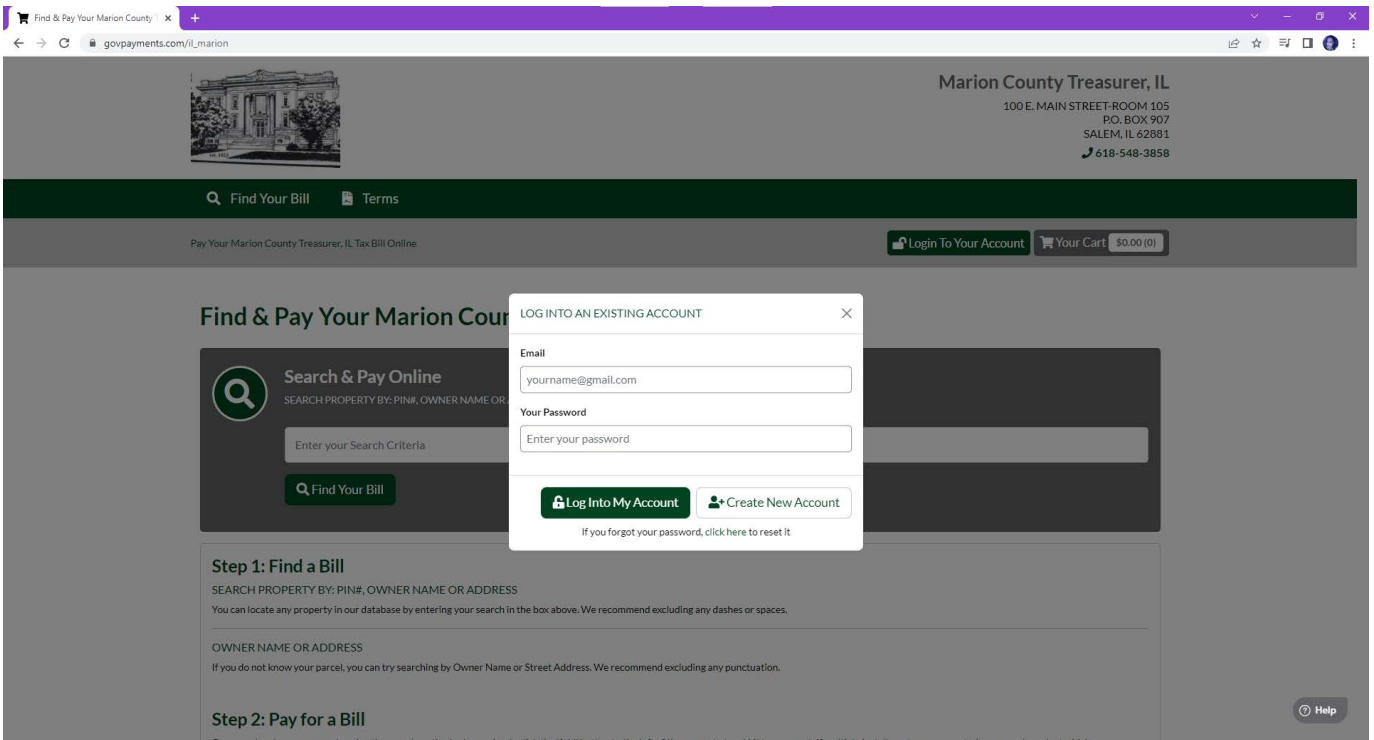 Find & Pay Your Marion County T
govpayments.com/il_marion
Marion County Treasurer, IL
100 E. MAIN STREET-ROOM 105
P.O. BOX 907
SALEM, IL 62881
618-548-3858
Find Your Bill Terms
Pay Your Marion County Treasurer, IL Tax Bill Online
Login To Your Account Your Cart $0.00 (0)
Find & Pay Your Marion Coun
Search & Pay Online
SEARCH PROPERTY BY: PIN#, OWNER NAME OR
Enter your Search Criteria
Find Your Bill
LOG INTO AN EXISTING ACCOUNT
Email
yourname@gmail.com
Your Password
Enter your password
Log Into My Account Create New Account
If you forgot your password, click here to reset it
Step 1: Find a Bill
SEARCH PROPERTY BY: PIN#, OWNER NAME OR ADDRESS
You can locate any property in our database by entering your search in the box above. We recommend excluding any dashes or spaces.
OWNER NAME OR ADDRESS
If you do not know your parcel, you can try searching by Owner Name or Street Address. We recommend excluding any punctuation.
Step 2: Pay for a Bill
Help